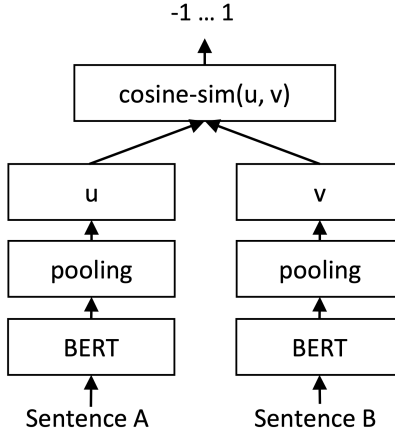 -1 … 1
cosine-sim(u, v)
u v
pooling pooling
BERT BERT
Sentence A Sentence B